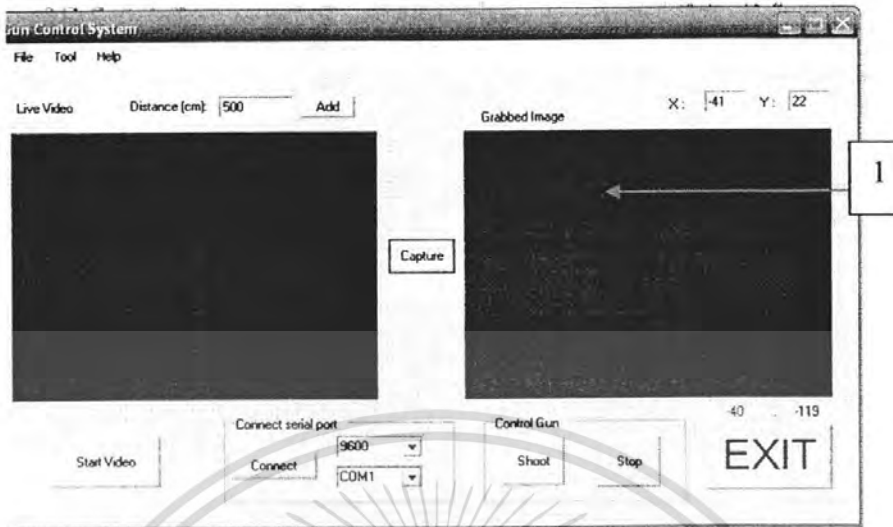 Gun Control System
File Tool Help
Live Video Distance (cm): 500 Add
Grabbed Image X: -41 Y: 22
1
Capture
-40 -119
Start Video
Connect serial port
Connect 9600
COM1
Control Gun
Shoot Stop
EXIT